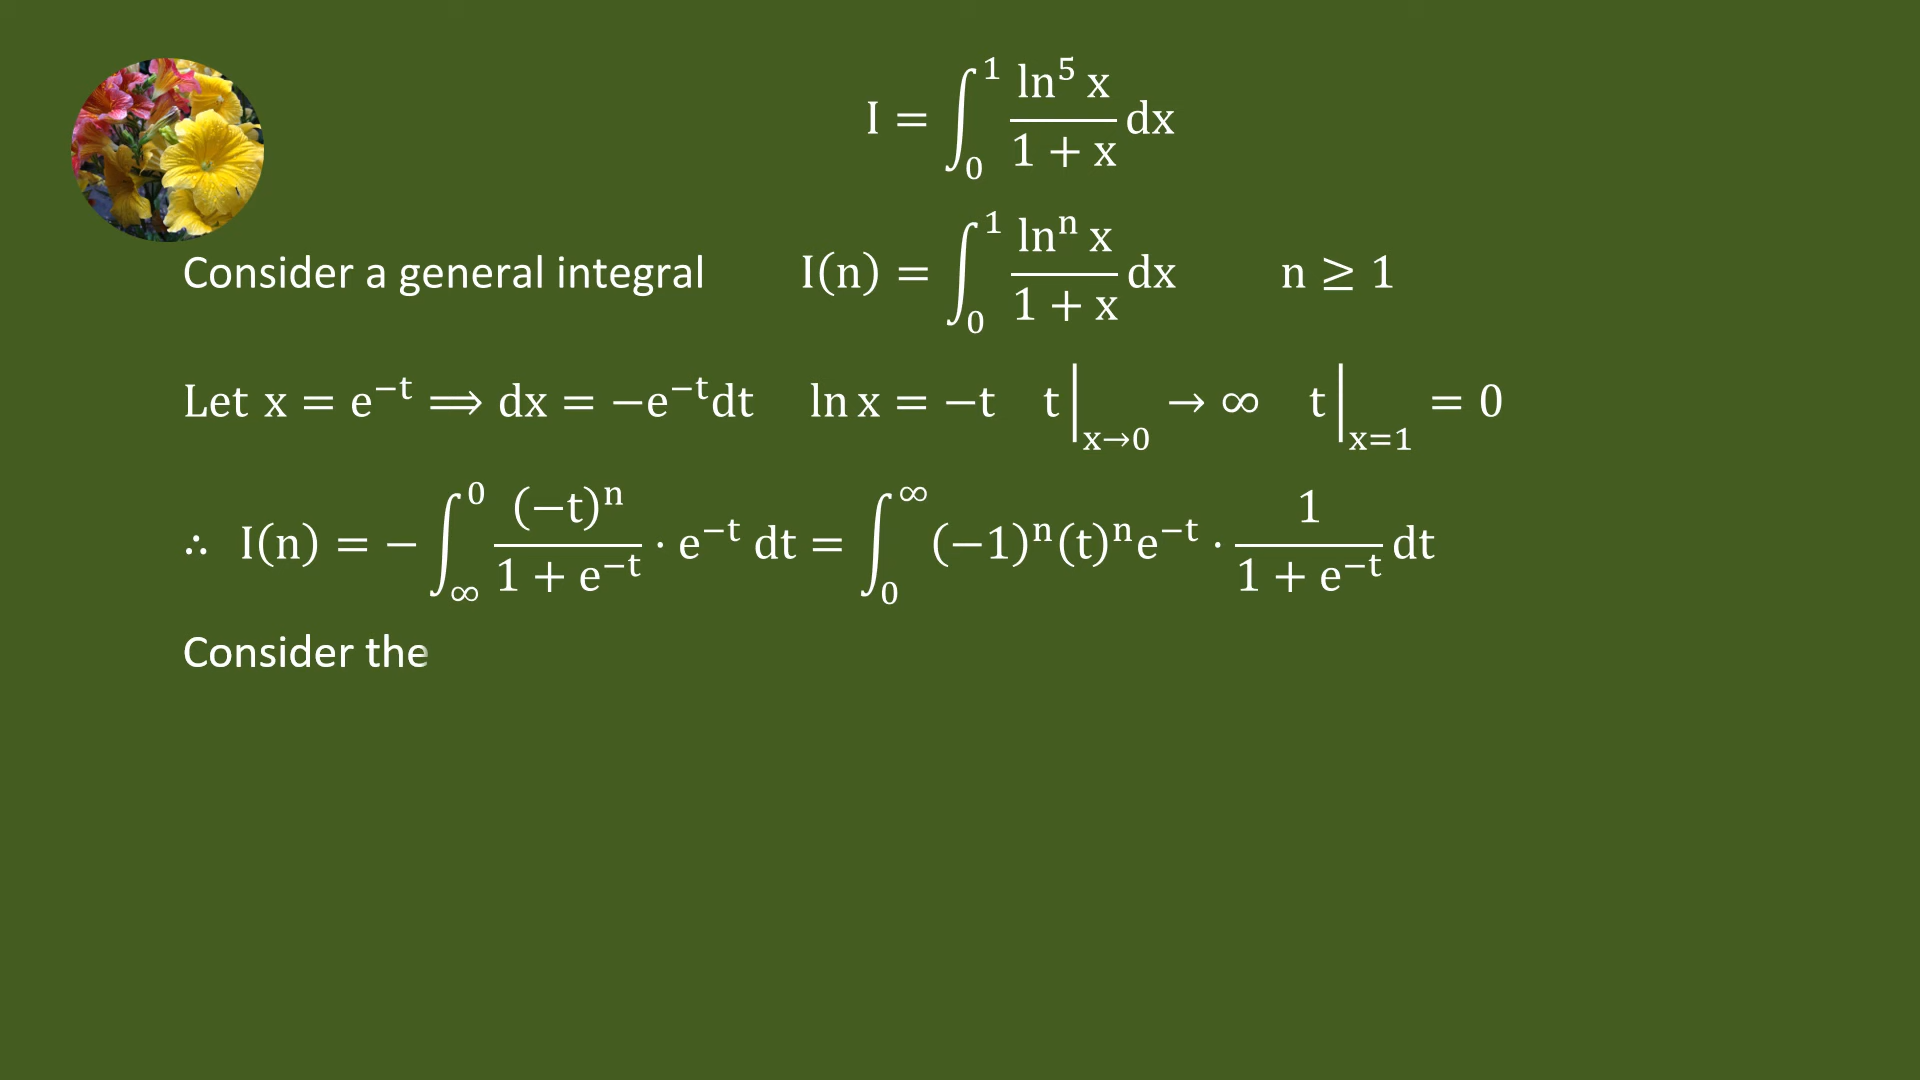 I = ∫₀¹ ln⁵ x / (1 + x) dx
Consider a general integral I(n) = ∫₀¹ lnⁿ x / (1 + x) dx n ≥ 1
Let x = e⁻ᵗ ⟹ dx = −e⁻ᵗdt ln x = −t t|ₓ→₀ → ∞ t|ₓ₌₁ = 0
∴ I(n) = − ∫_∞^0 (−t)ⁿ / (1 + e⁻ᵗ) · e⁻ᵗ dt = ∫_0^∞ (−1)ⁿ(t)ⁿe⁻ᵗ · 1 / (1 + e⁻ᵗ) dt
Consider the